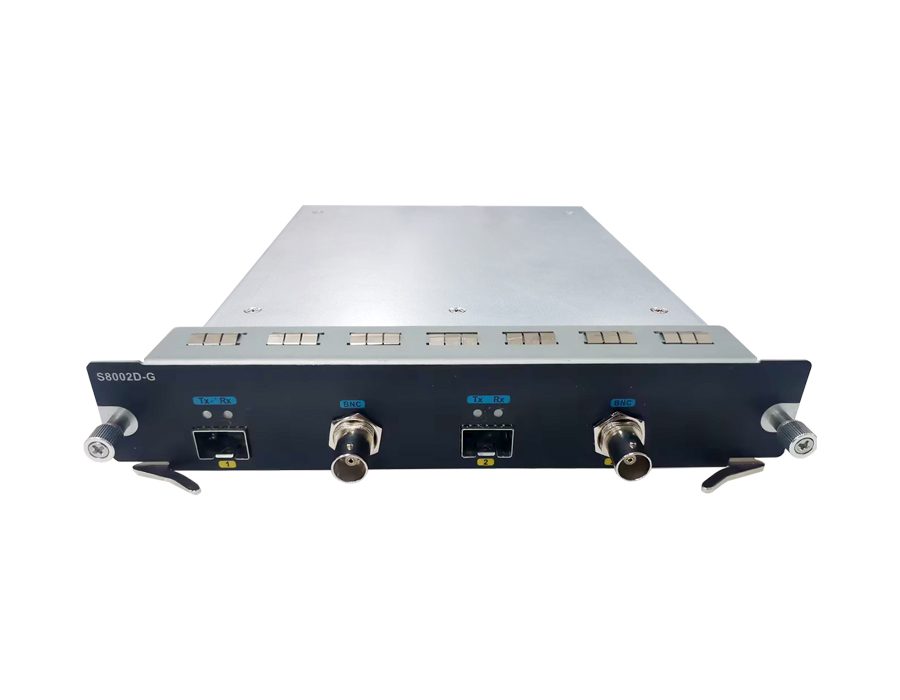 S8002D-G
Tx Rx
BNC
Tx Rx
BNC
1
2